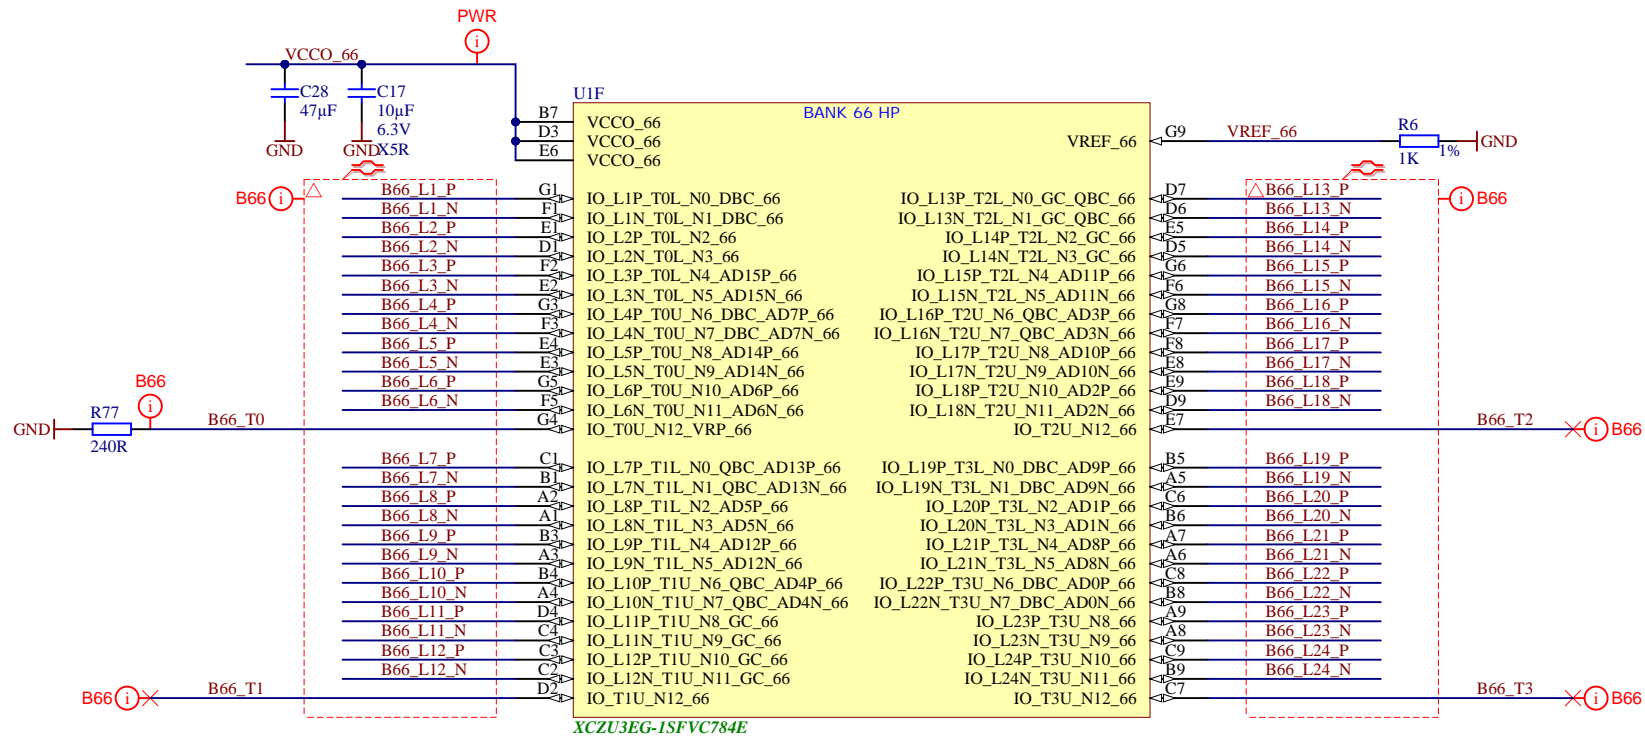 PWR
i
VCCO_66
C28
47µF
GND
C17
10µF
6.3V
X5R
GND
U1F
BANK 66 HP
B7 VCCO_66
D3 VCCO_66
E6 VCCO_66
VREF_66 G9 VREF_66
R6
1K
1%
GND
B66 i
i B66
B66_L1_P G1 IO_L1P_T0L_N0_DBC_66
B66_L1_N F1 IO_L1N_T0L_N1_DBC_66
B66_L2_P E1 IO_L2P_T0L_N2_66
B66_L2_N D1 IO_L2N_T0L_N3_66
B66_L3_P F2 IO_L3P_T0L_N4_AD15P_66
B66_L3_N E2 IO_L3N_T0L_N5_AD15N_66
B66_L4_P G3 IO_L4P_T0U_N6_DBC_AD7P_66
B66_L4_N F3 IO_L4N_T0U_N7_DBC_AD7N_66
B66_L5_P E4 IO_L5P_T0U_N8_AD14P_66
B66_L5_N E3 IO_L5N_T0U_N9_AD14N_66
B66_L6_P G5 IO_L6P_T0U_N10_AD6P_66
B66_L6_N F5 IO_L6N_T0U_N11_AD6N_66
B66
i
GND
R77
240R
B66_T0 G4 IO_T0U_N12_VRP_66
B66_L7_P C1 IO_L7P_T1L_N0_QBC_AD13P_66
B66_L7_N B1 IO_L7N_T1L_N1_QBC_AD13N_66
B66_L8_P A2 IO_L8P_T1L_N2_AD5P_66
B66_L8_N A1 IO_L8N_T1L_N3_AD5N_66
B66_L9_P B3 IO_L9P_T1L_N4_AD12P_66
B66_L9_N A3 IO_L9N_T1L_N5_AD12N_66
B66_L10_P B4 IO_L10P_T1U_N6_QBC_AD4P_66
B66_L10_N A4 IO_L10N_T1U_N7_QBC_AD4N_66
B66_L11_P D4 IO_L11P_T1U_N8_GC_66
B66_L11_N C4 IO_L11N_T1U_N9_GC_66
B66_L12_P C3 IO_L12P_T1U_N10_GC_66
B66_L12_N C2 IO_L12N_T1U_N11_GC_66
B66 i B66_T1 D2 IO_T1U_N12_66
IO_L13P_T2L_N0_GC_QBC_66 D7 B66_L13_P
IO_L13N_T2L_N1_GC_QBC_66 D6 B66_L13_N
IO_L14P_T2L_N2_GC_66 E5 B66_L14_P
IO_L14N_T2L_N3_GC_66 D5 B66_L14_N
IO_L15P_T2L_N4_AD11P_66 G6 B66_L15_P
IO_L15N_T2L_N5_AD11N_66 F6 B66_L15_N
IO_L16P_T2U_N6_QBC_AD3P_66 G8 B66_L16_P
IO_L16N_T2U_N7_QBC_AD3N_66 F7 B66_L16_N
IO_L17P_T2U_N8_AD10P_66 F8 B66_L17_P
IO_L17N_T2U_N9_AD10N_66 E8 B66_L17_N
IO_L18P_T2U_N10_AD2P_66 E9 B66_L18_P
IO_L18N_T2U_N11_AD2N_66 D9 B66_L18_N
IO_T2U_N12_66 E7 B66_T2 i B66
IO_L19P_T3L_N0_DBC_AD9P_66 B5 B66_L19_P
IO_L19N_T3L_N1_DBC_AD9N_66 A5 B66_L19_N
IO_L20P_T3L_N2_AD1P_66 C6 B66_L20_P
IO_L20N_T3L_N3_AD1N_66 B6 B66_L20_N
IO_L21P_T3L_N4_AD8P_66 A7 B66_L21_P
IO_L21N_T3L_N5_AD8N_66 A6 B66_L21_N
IO_L22P_T3U_N6_DBC_AD0P_66 C8 B66_L22_P
IO_L22N_T3U_N7_DBC_AD0N_66 B8 B66_L22_N
IO_L23P_T3U_N8_66 A9 B66_L23_P
IO_L23N_T3U_N9_66 A8 B66_L23_N
IO_L24P_T3U_N10_66 C9 B66_L24_P
IO_L24N_T3U_N11_66 B9 B66_L24_N
IO_T3U_N12_66 C7 B66_T3 i B66
XCZU3EG-1SFVC784E